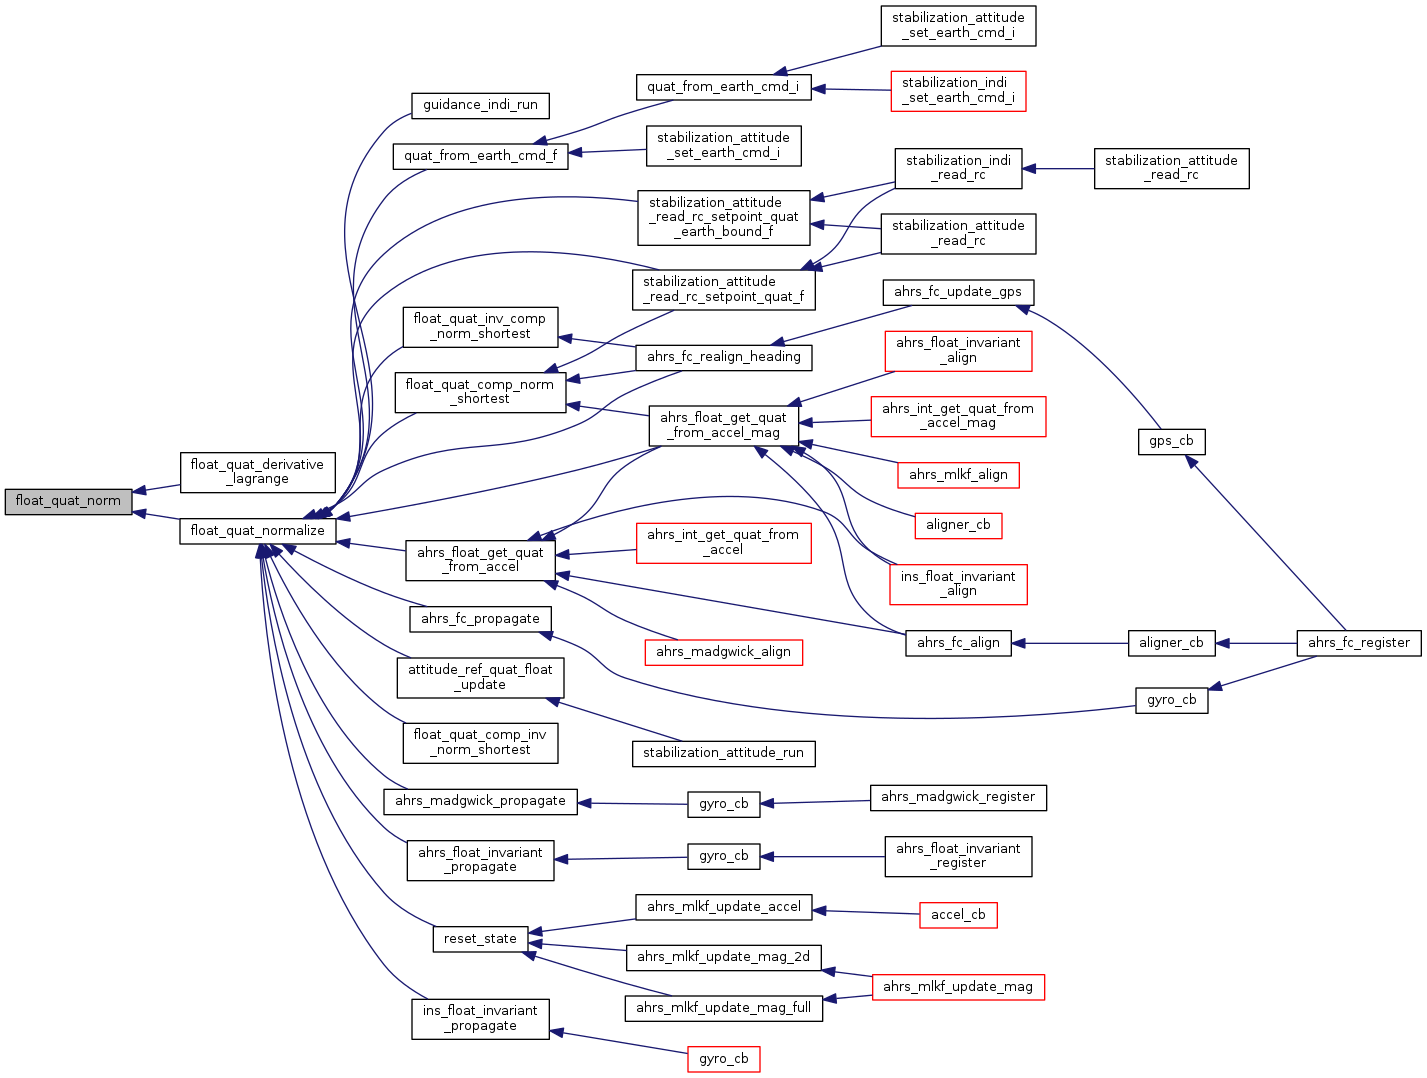 float_quat_norm
float_quat_derivative
_lagrange
float_quat_normalize
guidance_indi_run
quat_from_earth_cmd_f
float_quat_inv_comp
_norm_shortest
float_quat_comp_norm
_shortest
ahrs_float_get_quat
_from_accel
ahrs_fc_propagate
attitude_ref_quat_float
_update
float_quat_comp_inv
_norm_shortest
ahrs_madgwick_propagate
ahrs_float_invariant
_propagate
reset_state
ins_float_invariant
_propagate
quat_from_earth_cmd_i
stabilization_attitude
_set_earth_cmd_i
stabilization_attitude
_read_rc_setpoint_quat
_earth_bound_f
stabilization_attitude
_read_rc_setpoint_quat_f
ahrs_fc_realign_heading
ahrs_float_get_quat
_from_accel_mag
ahrs_int_get_quat_from
_accel
ahrs_madgwick_align
stabilization_attitude_run
gyro_cb
gyro_cb
ahrs_mlkf_update_accel
ahrs_mlkf_update_mag_2d
ahrs_mlkf_update_mag_full
gyro_cb
stabilization_attitude
_set_earth_cmd_i
stabilization_indi
_set_earth_cmd_i
stabilization_indi
_read_rc
stabilization_attitude
_read_rc
ahrs_fc_update_gps
ahrs_float_invariant
_align
ahrs_int_get_quat_from
_accel_mag
ahrs_mlkf_align
aligner_cb
ins_float_invariant
_align
ahrs_fc_align
ahrs_madgwick_register
ahrs_float_invariant
_register
accel_cb
ahrs_mlkf_update_mag
stabilization_attitude
_read_rc
gps_cb
aligner_cb
gyro_cb
ahrs_fc_register